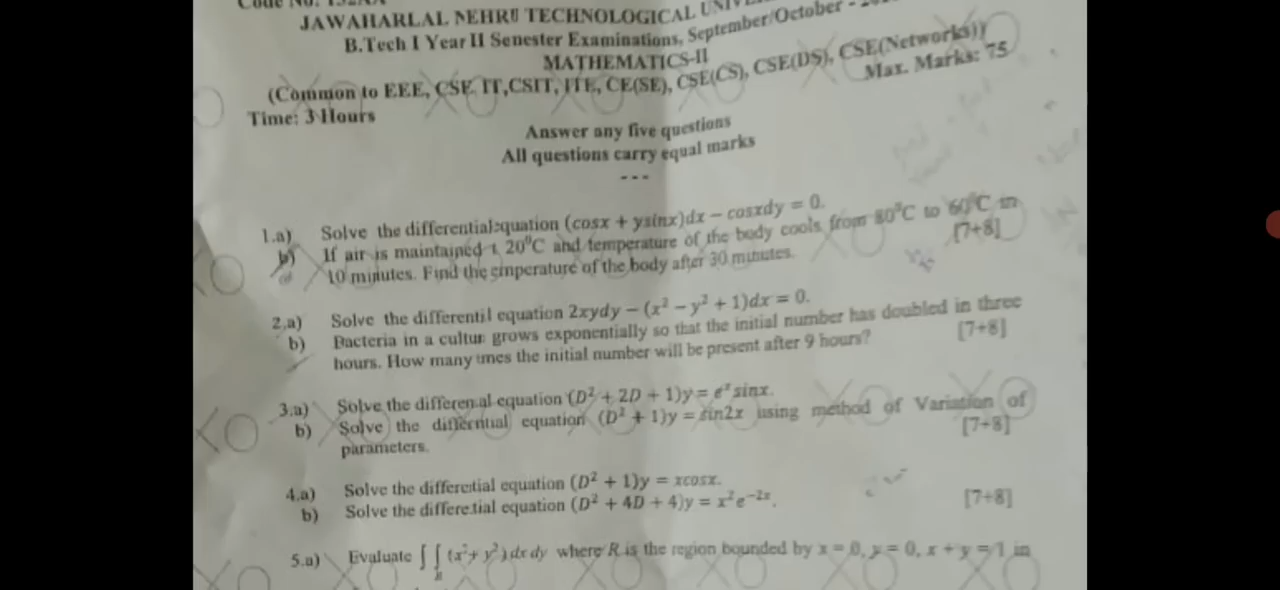 Code No:
JAWAHARLAL NEHRU TECHNOLOGICAL
B.Tech I Year II Semester Examinations, September/October -
MATHEMATICS-II
(Common to EEE, CSE, IT,CSIT, ITE, CE(SE), CSE(CS), CSE(DS), CSE(Networks))
Time: 3 Hours Max. Marks: 75
Answer any five questions
All questions carry equal marks
---
1.a) Solve the differential equation (cosx + ysinx)dx – cosxdy = 0.
b) If air is maintained 20⁰C and temperature of the body cools from 80⁰C to 60⁰C in
10 minutes. Find the temperature of the body after 30 minutes. [7+8]
2.a) Solve the differential equation 2xydy – (x² – y² + 1)dx = 0.
b) Bacteria in a culture grows exponentially so that the initial number has doubled in three
hours. How many times the initial number will be present after 9 hours? [7+8]
3.a) Solve the differential equation (D² + 2D + 1)y = eˣ sinx.
b) Solve the differential equation (D² + 1)y = sin2x using method of Variation of
parameters. [7+8]
4.a) Solve the differential equation (D² + 1)y = xcosx.
b) Solve the differential equation (D² + 4D + 4)y = x²e⁻²ˣ. [7+8]
5.a) Evaluate ∫∫ (x² + y²) dx dy where R is the region bounded by x = 0, y = 0, x + y = 1 in
R